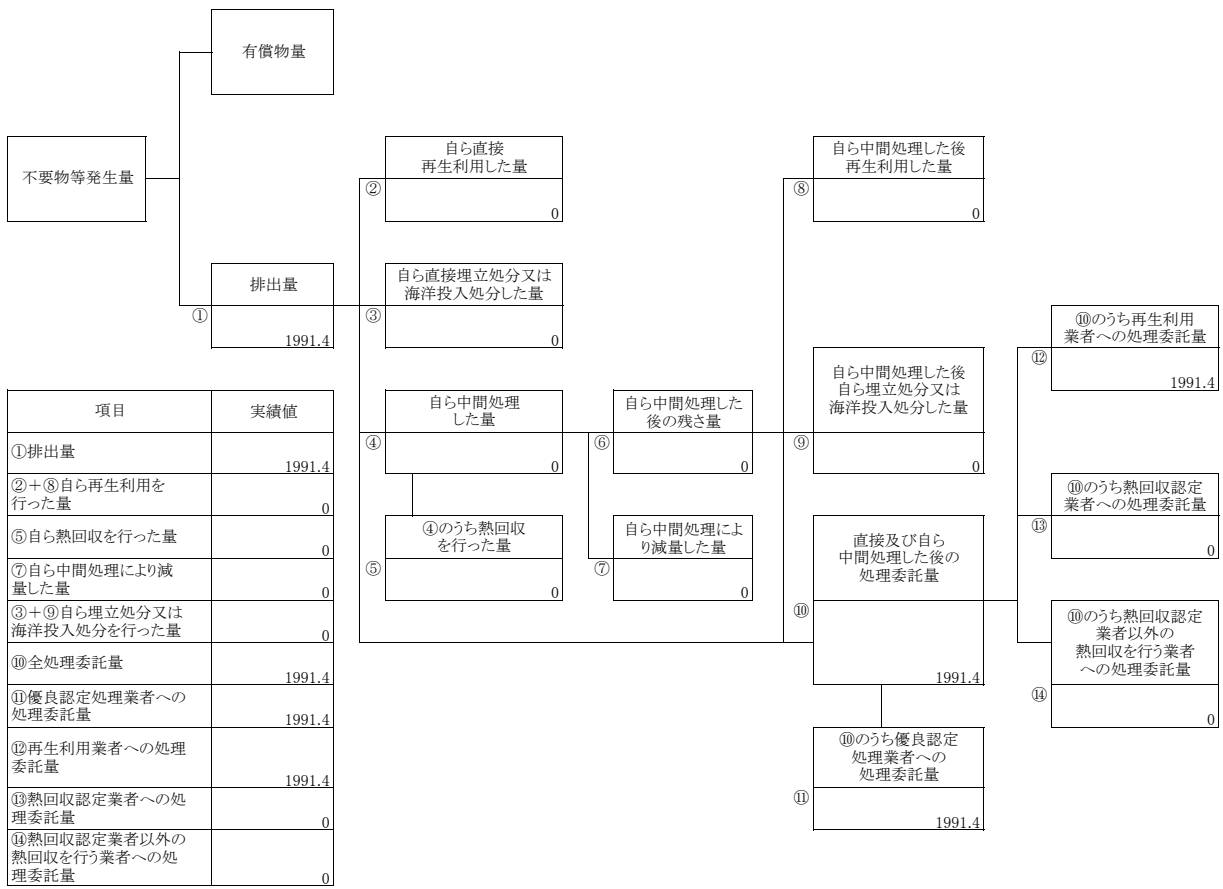 有償物量
不要物等発生量
自ら直接
再生利用した量
②
0
自ら中間処理した後
再生利用した量
⑧
0
排出量
①
1991.4
自ら直接埋立処分又は
海洋投入処分した量
③
0
⑩のうち再生利用
業者への処理委託量
⑫
1991.4
自ら中間処理
した量
④
0
自ら中間処理した
後の残さ量
⑥
0
自ら中間処理した後
自ら埋立処分又は
海洋投入処分した量
⑨
0
⑩のうち熱回収認定
業者への処理委託量
⑬
0
④のうち熱回収
を行った量
⑤
0
自ら中間処理によ
り減量した量
⑦
0
直接及び自ら
中間処理した後の
処理委託量
⑩
1991.4
⑩のうち熱回収認定
業者以外の
熱回収を行う業者
への処理委託量
⑭
0
⑩のうち優良認定
処理業者への
処理委託量
⑪
1991.4
項目 実績値
①排出量
1991.4
②+⑧自ら再生利用を
行った量
0
⑤自ら熱回収を行った量
0
⑦自ら中間処理により減
量した量
0
③+⑨自ら埋立処分又は
海洋投入処分を行った量
0
⑩全処理委託量
1991.4
⑪優良認定処理業者への
処理委託量
1991.4
⑫再生利用業者への処理
委託量
1991.4
⑬熱回収認定業者への処
理委託量
0
⑭熱回収認定業者以外の
熱回収を行う業者への処
理委託量
0